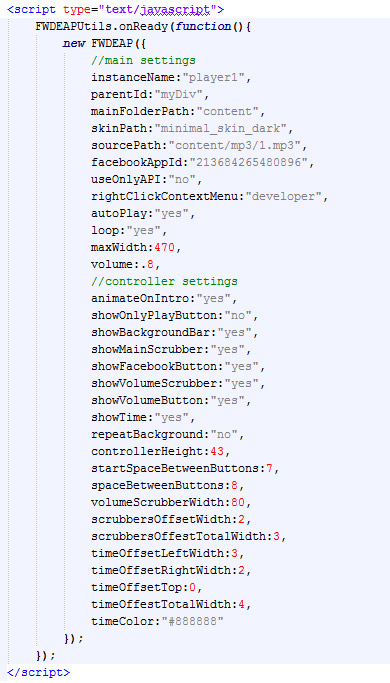 <script type="text/javascript">
FWDEAPUtils.onReady(function(){
new FWDEAP({
//main settings
instanceName:"player1",
parentId:"myDiv",
mainFolderPath:"content",
skinPath:"minimal_skin_dark",
sourcePath:"content/mp3/1.mp3",
facebookAppId:"213684265480896",
useOnlyAPI:"no",
rightClickContextMenu:"developer",
autoPlay:"yes",
loop:"yes",
maxWidth:470,
volume:.8,
//controller settings
animateOnIntro:"yes",
showOnlyPlayButton:"no",
showBackgroundBar:"yes",
showMainScrubber:"yes",
showFacebookButton:"yes",
showVolumeScrubber:"yes",
showVolumeButton:"yes",
showTime:"yes",
repeatBackground:"no",
controllerHeight:43,
startSpaceBetweenButtons:7,
spaceBetweenButtons:8,
volumeScrubberWidth:80,
scrubbersOffsetWidth:2,
scrubbersOffestTotalWidth:3,
timeOffsetLeftWidth:3,
timeOffsetRightWidth:2,
timeOffsetTop:0,
timeOffestTotalWidth:4,
timeColor:"#888888"
});
});
</script>